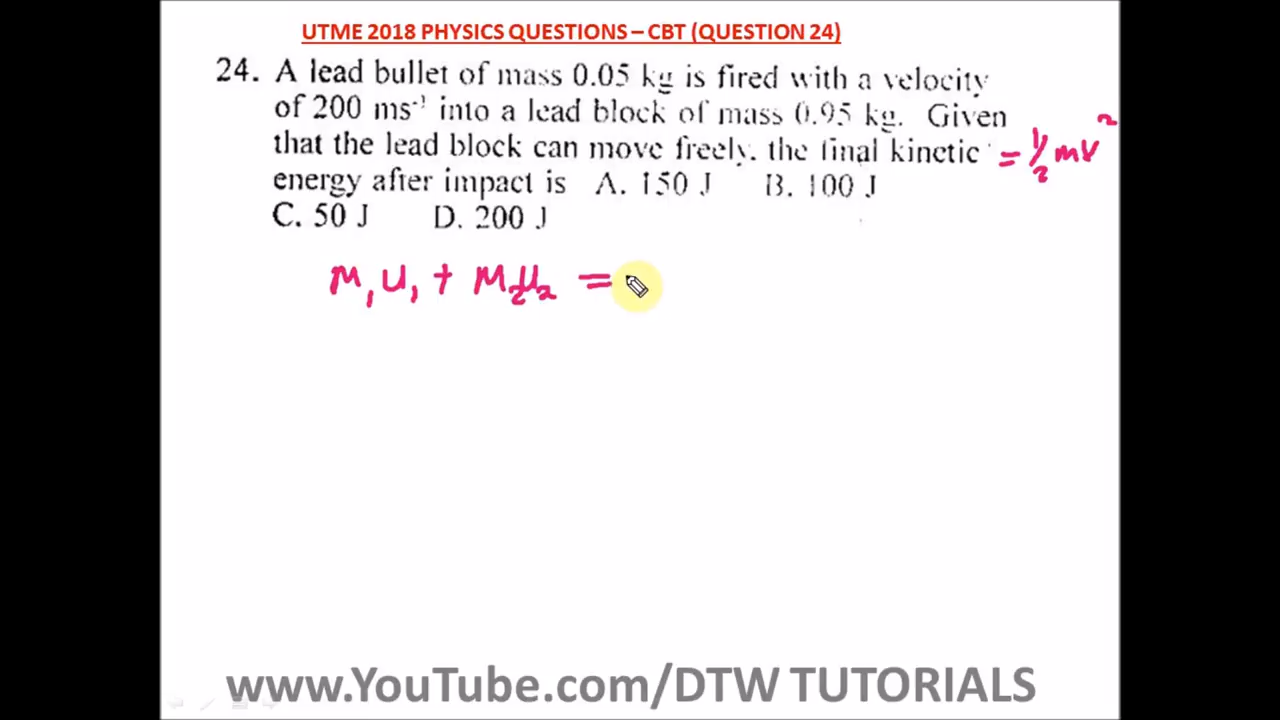 UTME 2018 PHYSICS QUESTIONS – CBT (QUESTION 24)
24. A lead bullet of mass 0.05 kg is fired with a velocity
of 200 ms⁻¹ into a lead block of mass 0.95 kg. Given
that the lead block can move freely, the final kinetic = ½ mv²
energy after impact is A. 150 J B. 100 J
C. 50 J D. 200 J
M₁U₁ + M₂U₂ =
www.YouTube.com/DTW TUTORIALS